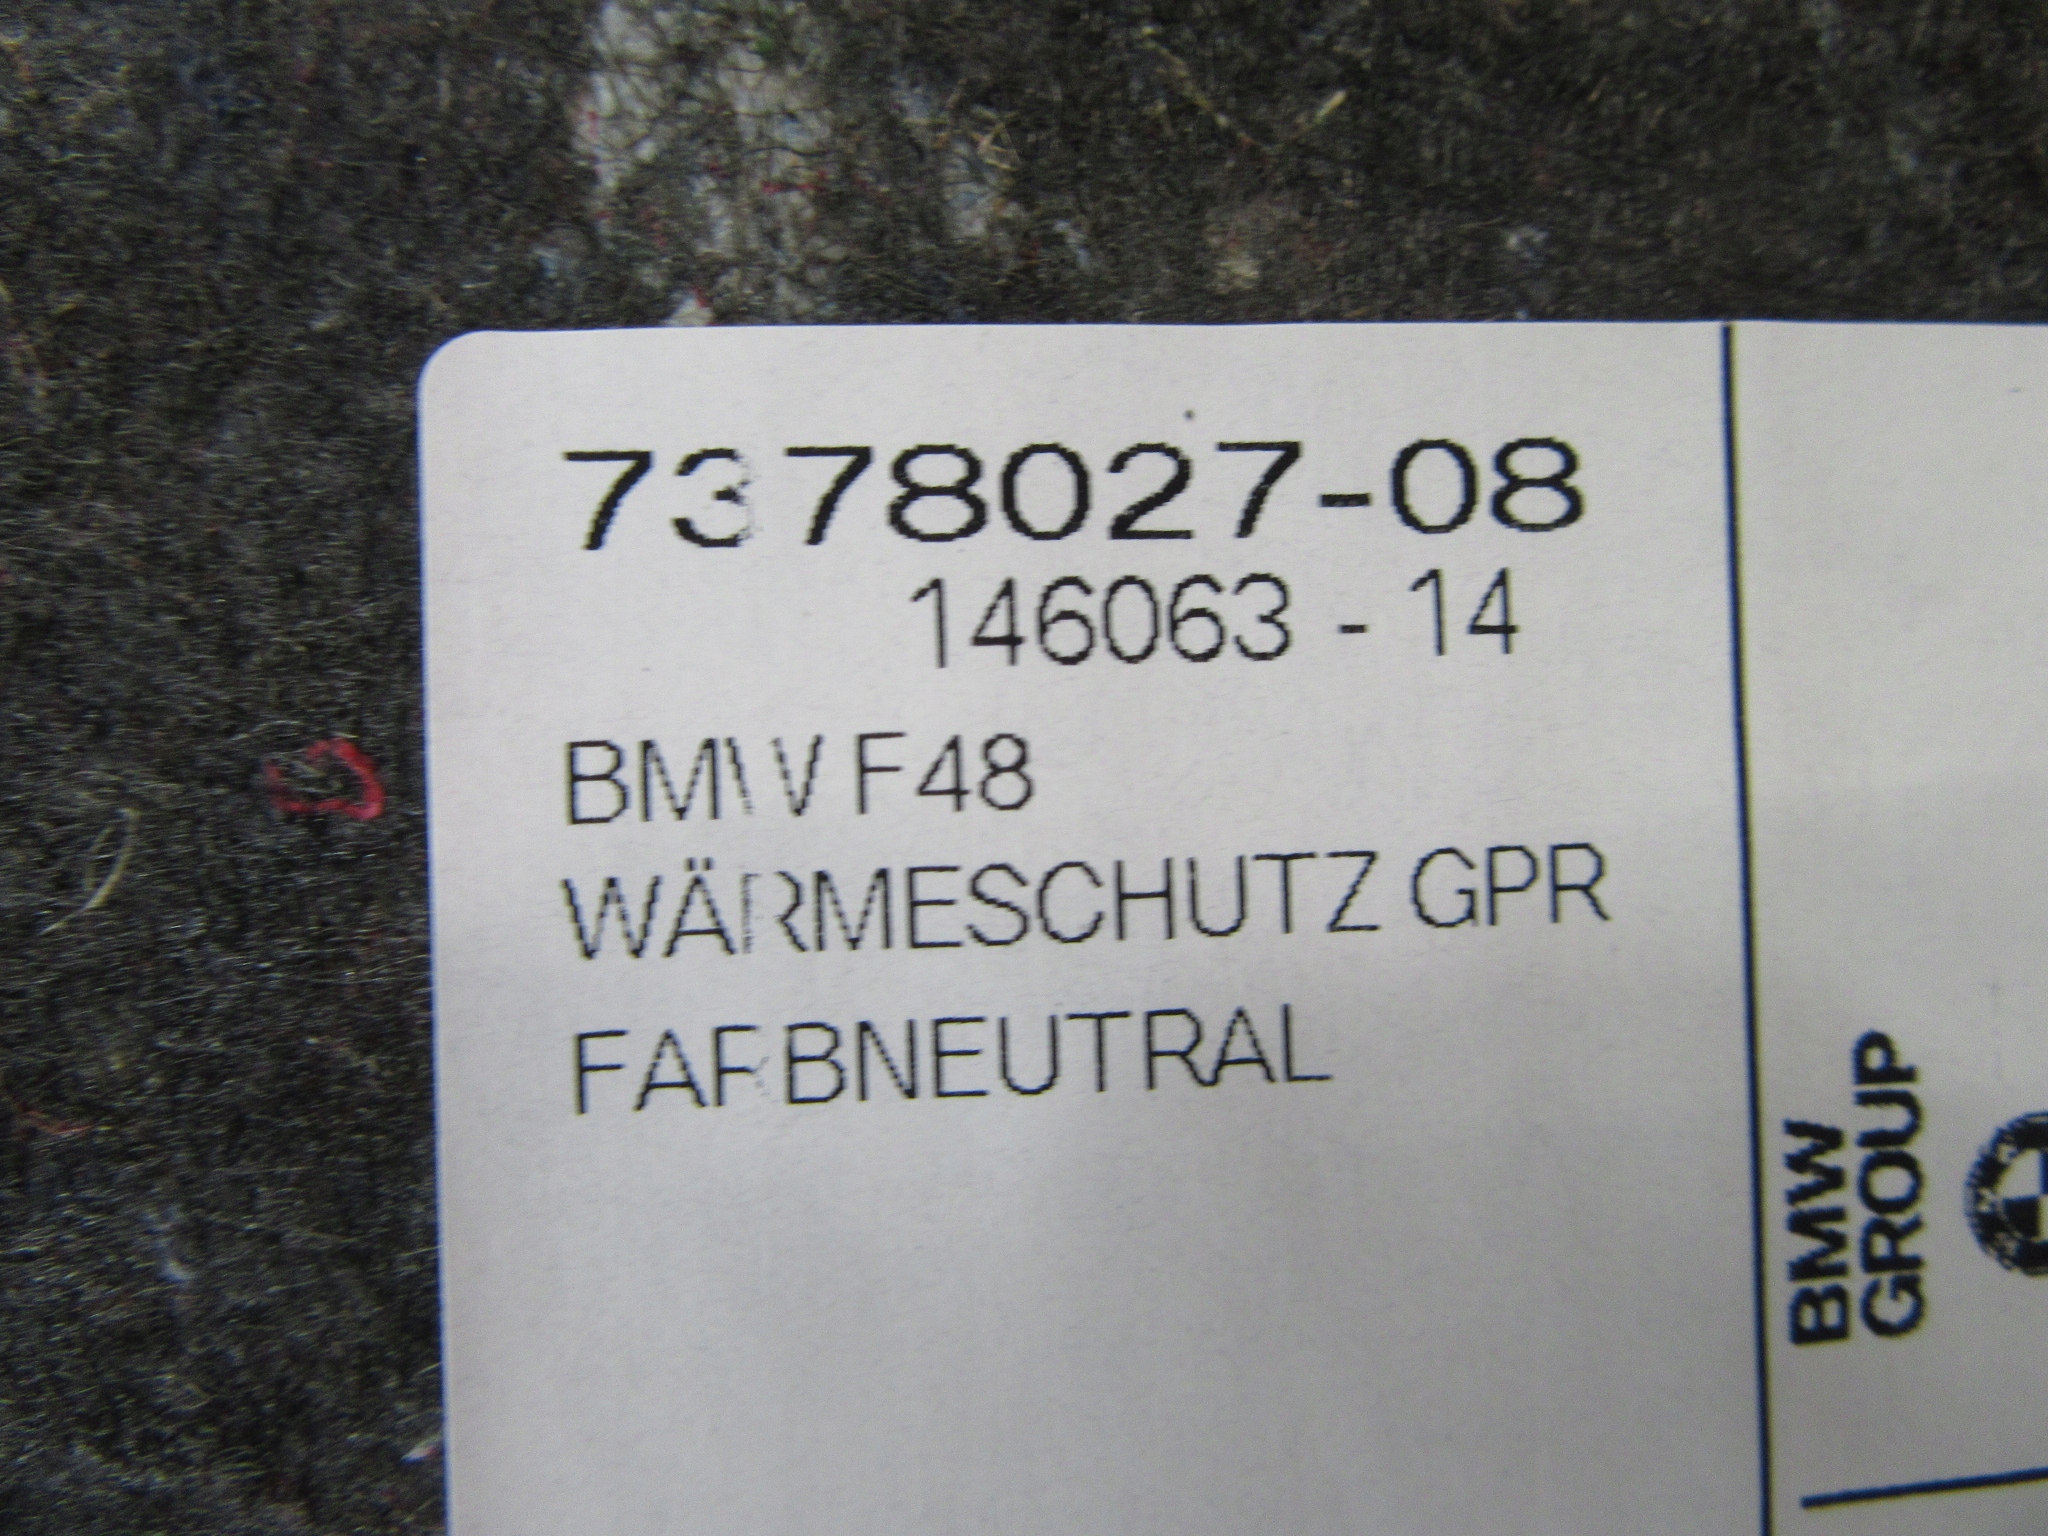 7378027-08
146063 - 14
BMW F48
WÄRMESCHUTZ GPR
FARBNEUTRAL
BMW
GROUP